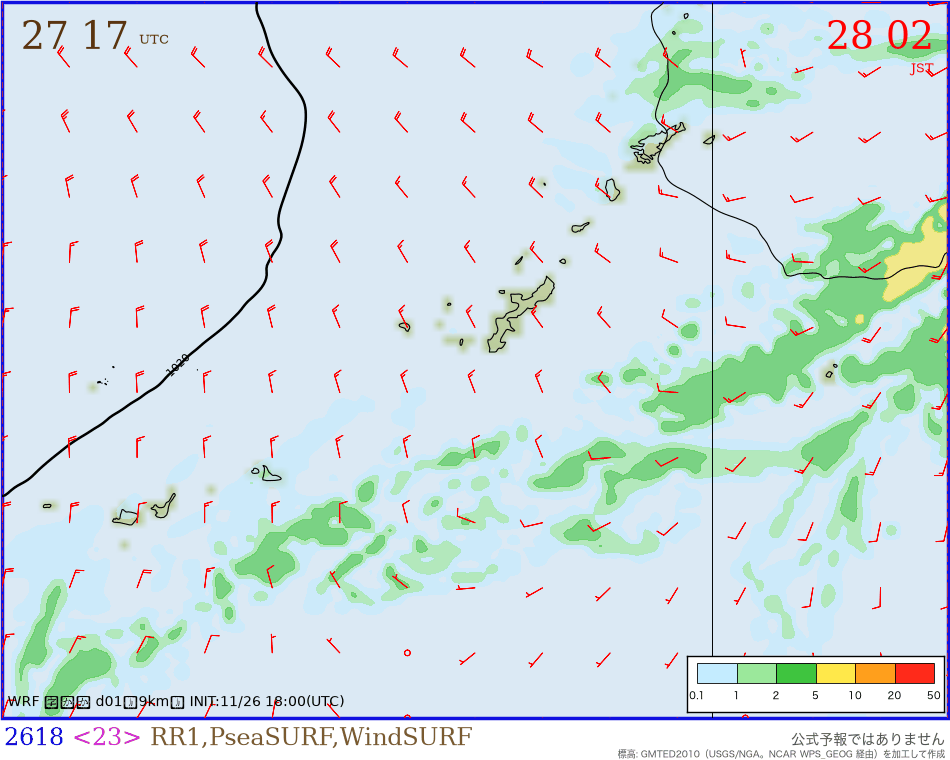 27 17 UTC
28 02
JST
1020
WRF d01 9km INIT:11/26 18:00(UTC)
0.1 1 2 5 10 20 50
2618 <23> RR1,PseaSURF,WindSURF
公式予報ではありません
標高: GMTED2010（USGS/NGA。NCAR WPS_GEOG 経由）を加工して作成